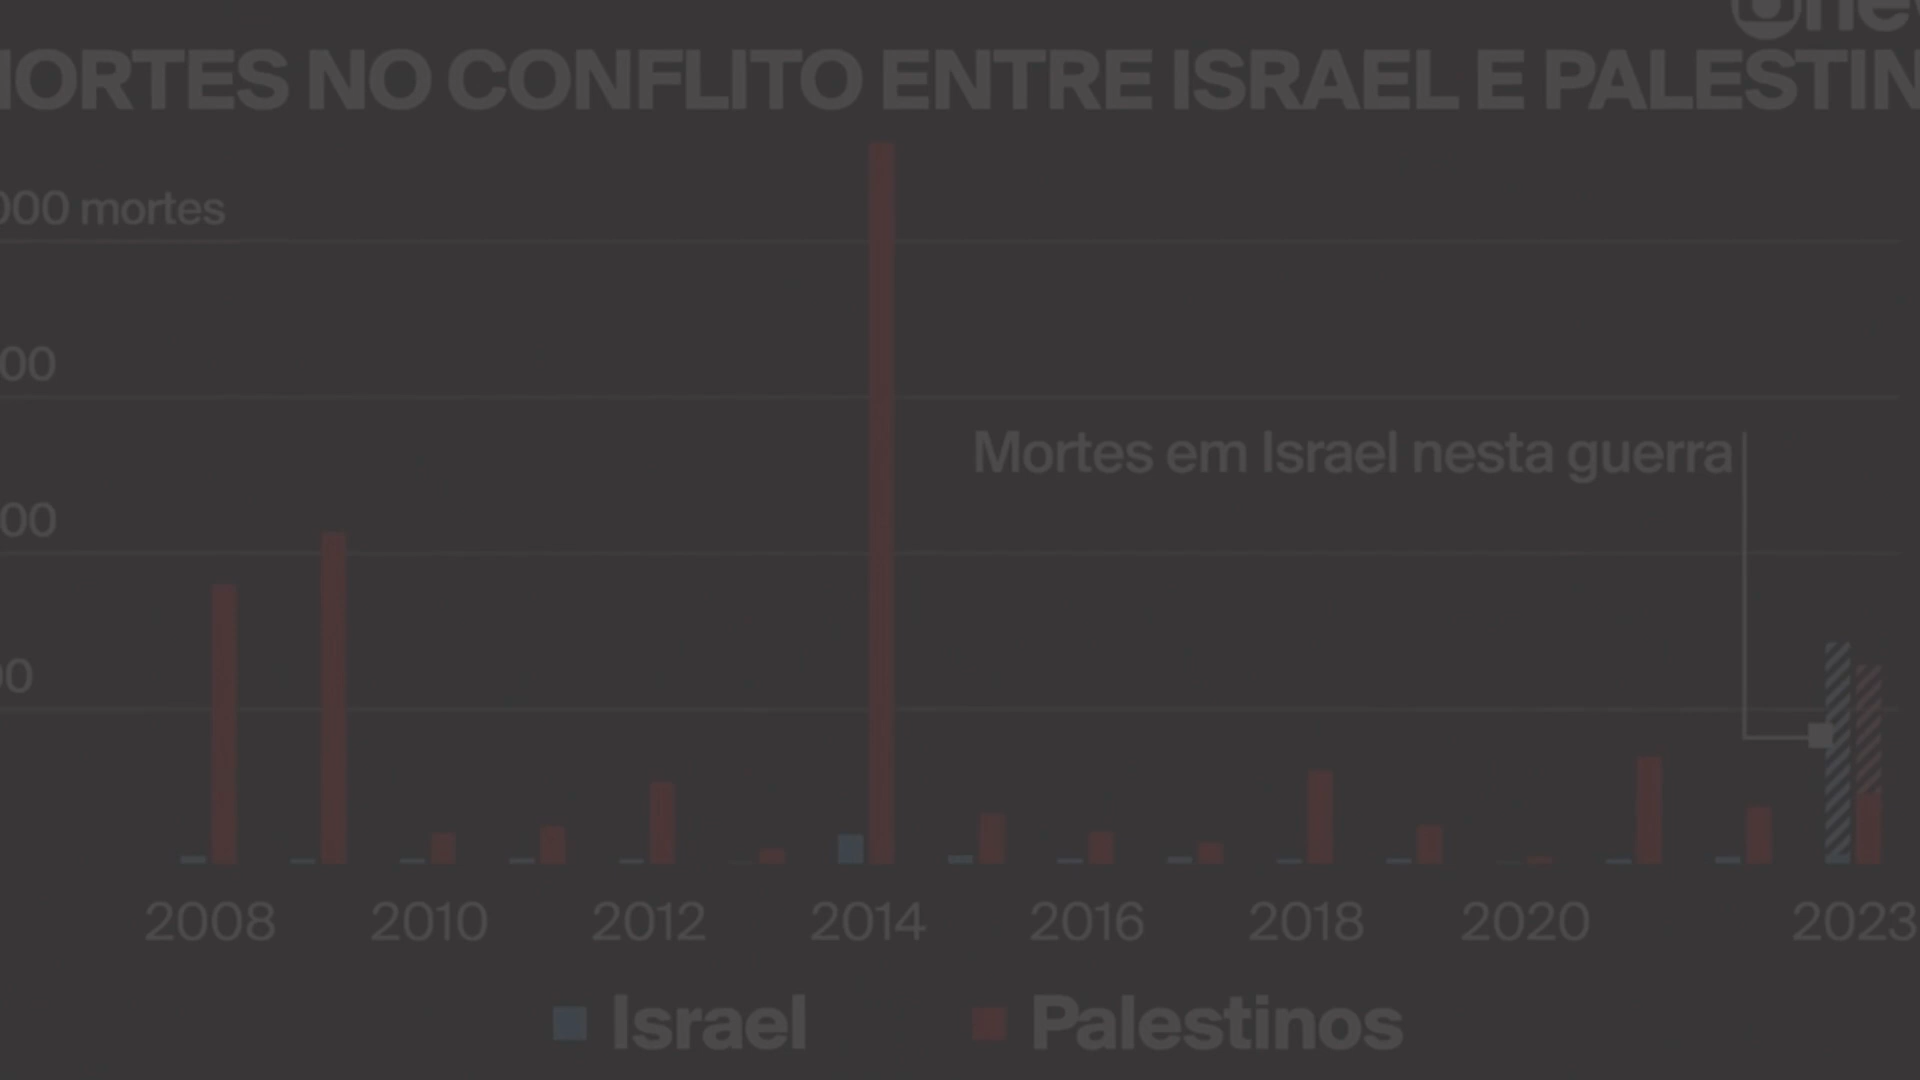 MORTES NO CONFLITO ENTRE ISRAEL E PALESTIN
000 mortes
00
00
00
Mortes em Israel nesta guerra
2008
2010
2012
2014
2016
2018
2020
2023
Israel
Palestinos